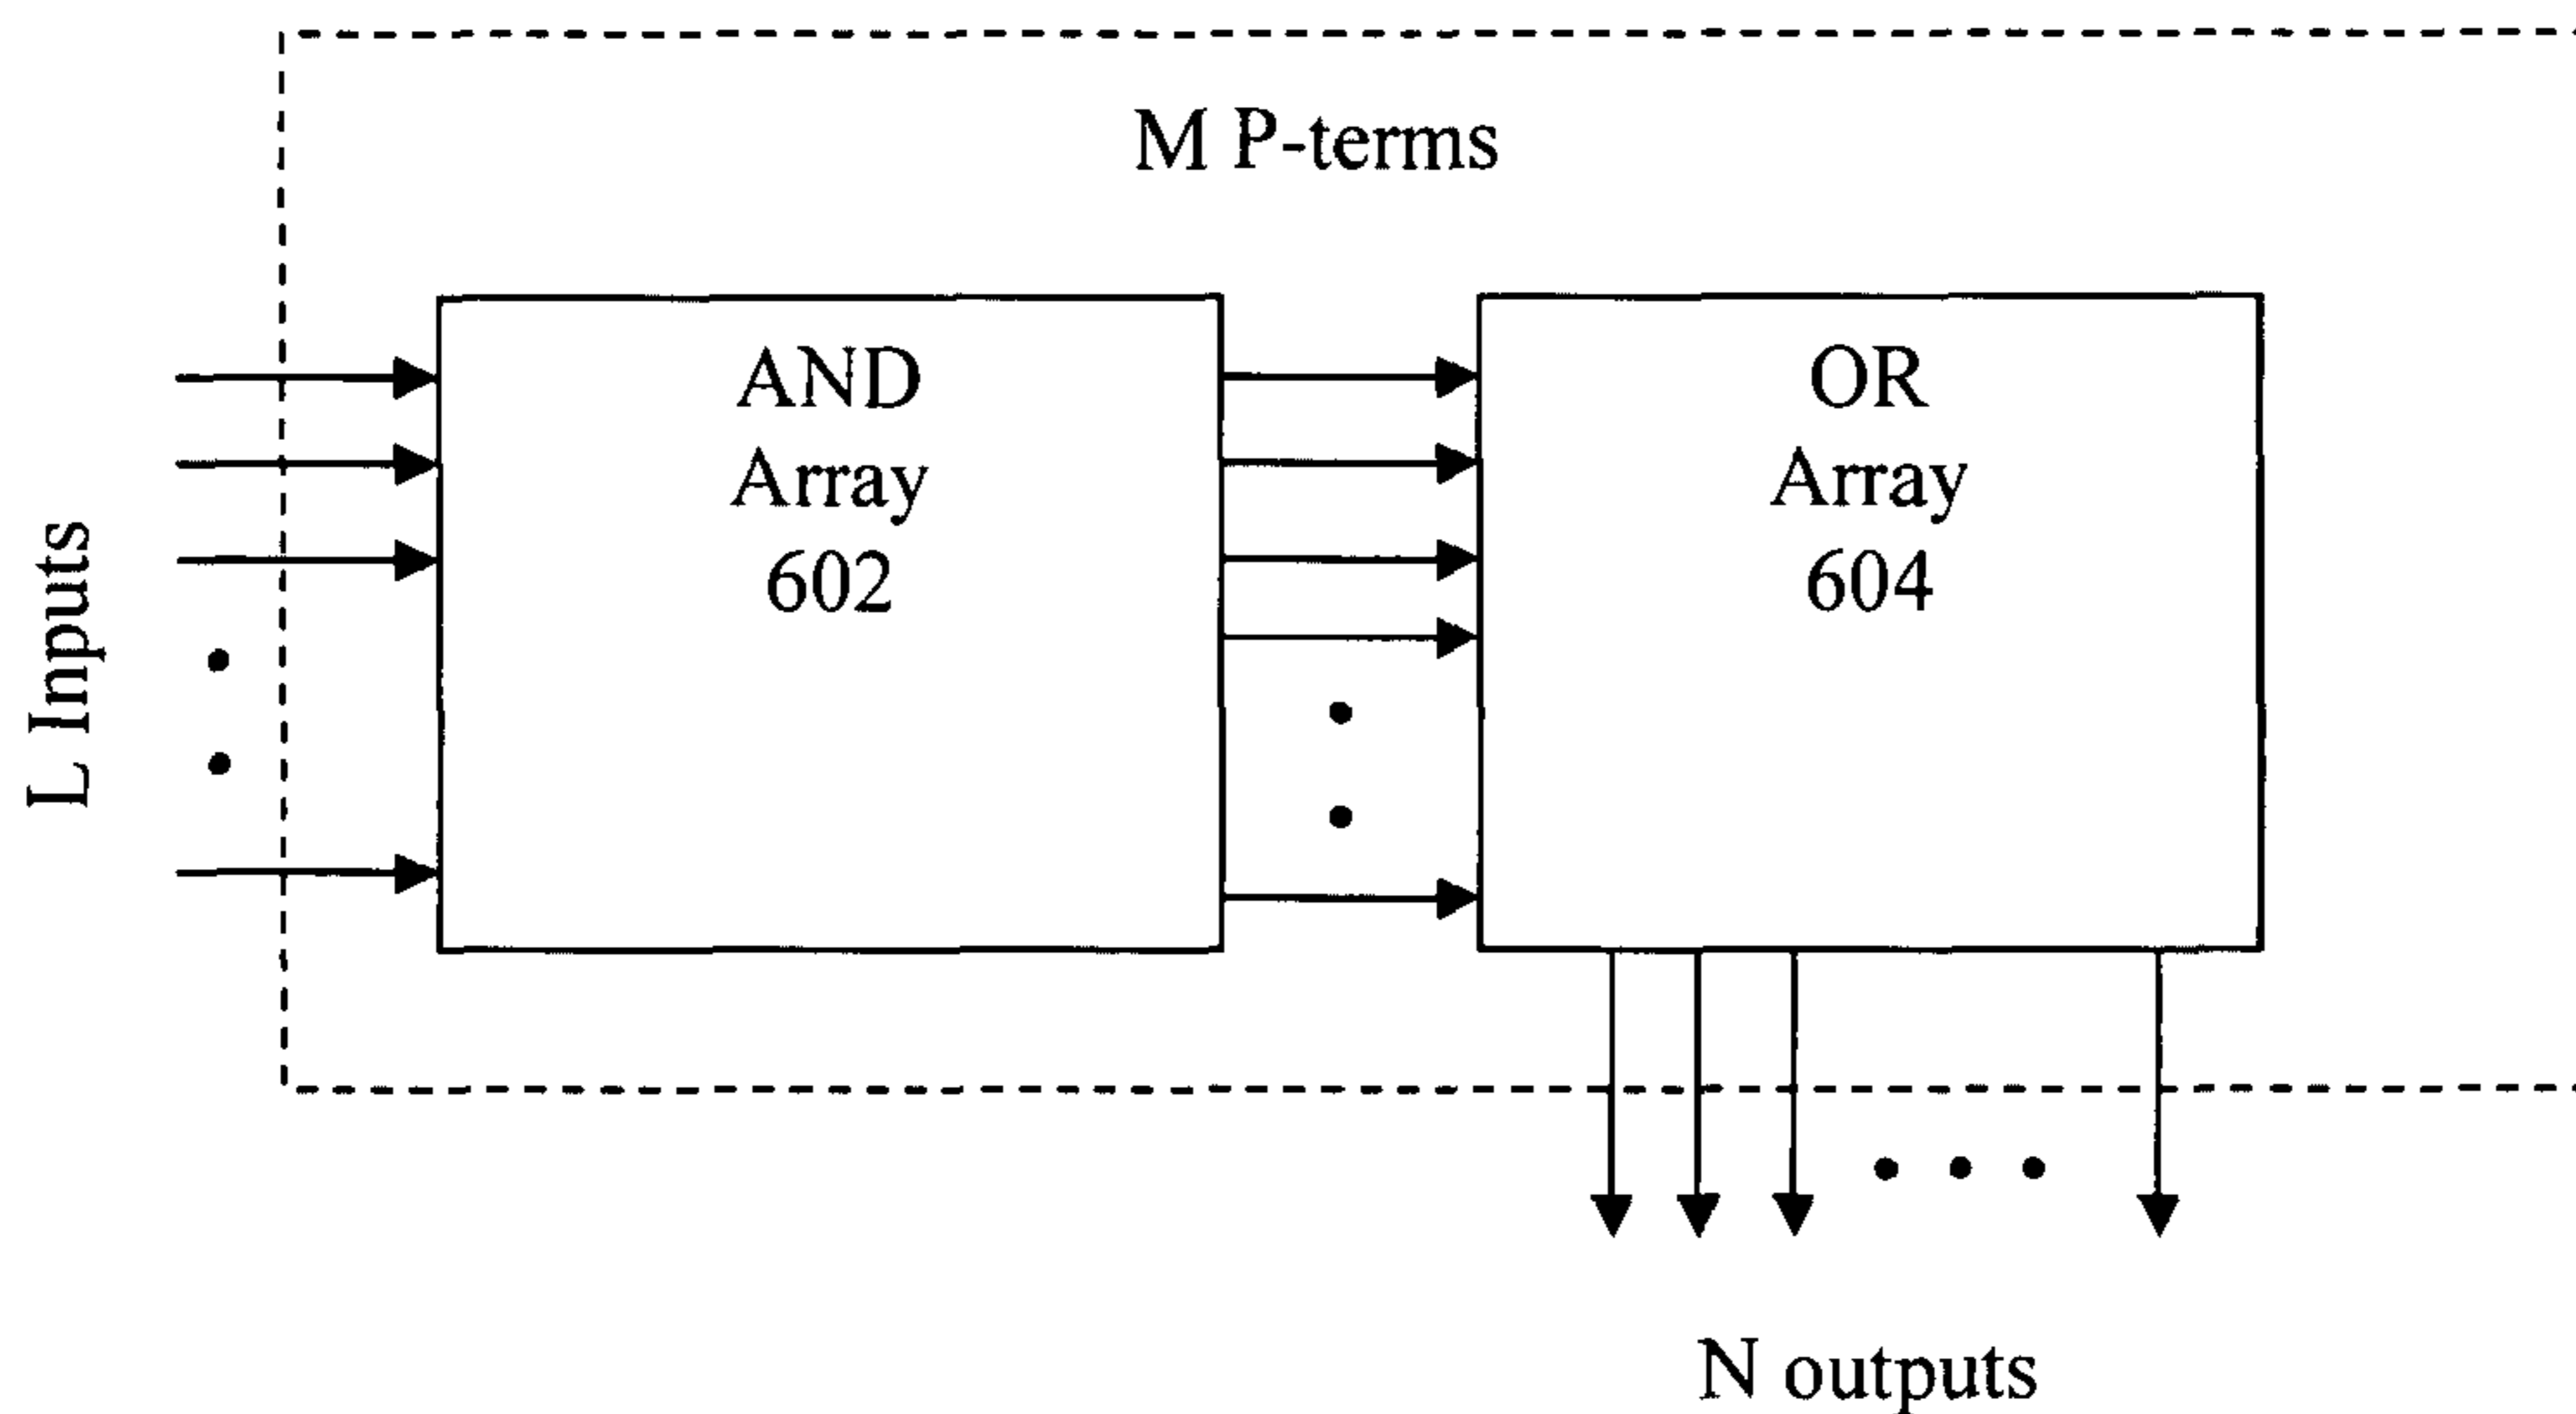 M P-terms
L Inputs
AND
Array
602
OR
Array
604
N outputs